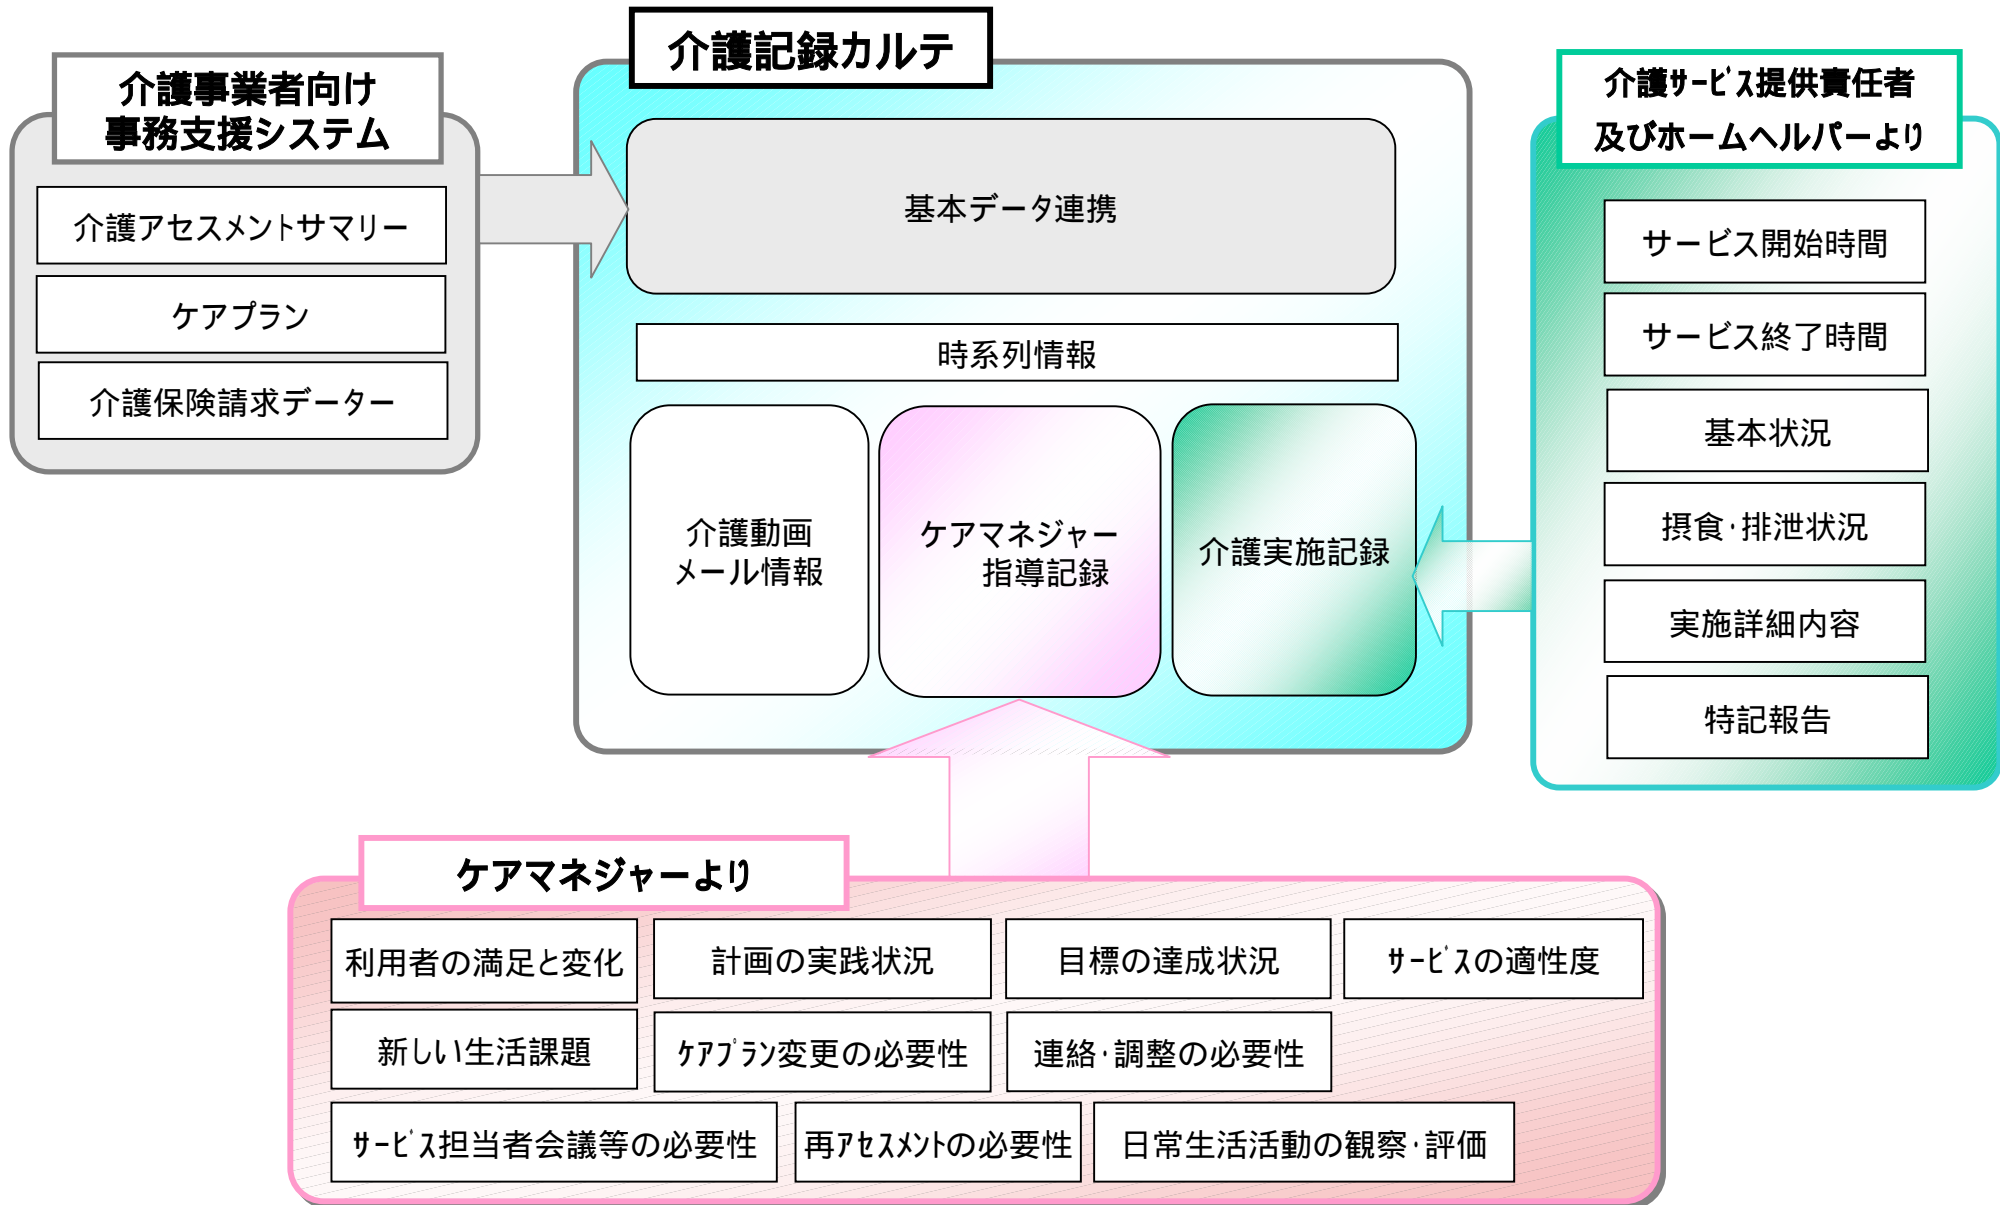 介護記録カルテ
介護事業者向け
事務支援システム
介護アセスメントサマリー
ケアプラン
介護保険請求データー
基本データ連携
時系列情報
介護動画
メール情報
ケアマネジャー
指導記録
介護実施記録
介護ｻｰﾋﾞｽ提供責任者
及びホームヘルパーより
サービス開始時間
サービス終了時間
基本状況
摂食･排泄状況
実施詳細内容
特記報告
ケアマネジャーより
利用者の満足と変化
計画の実践状況
目標の達成状況
ｻｰﾋﾞｽの適性度
新しい生活課題
ｹｱﾌﾟﾗﾝ変更の必要性
連絡･調整の必要性
ｻｰﾋﾞｽ担当者会議等の必要性
再ｱｾｽﾒﾝﾄの必要性
日常生活活動の観察･評価